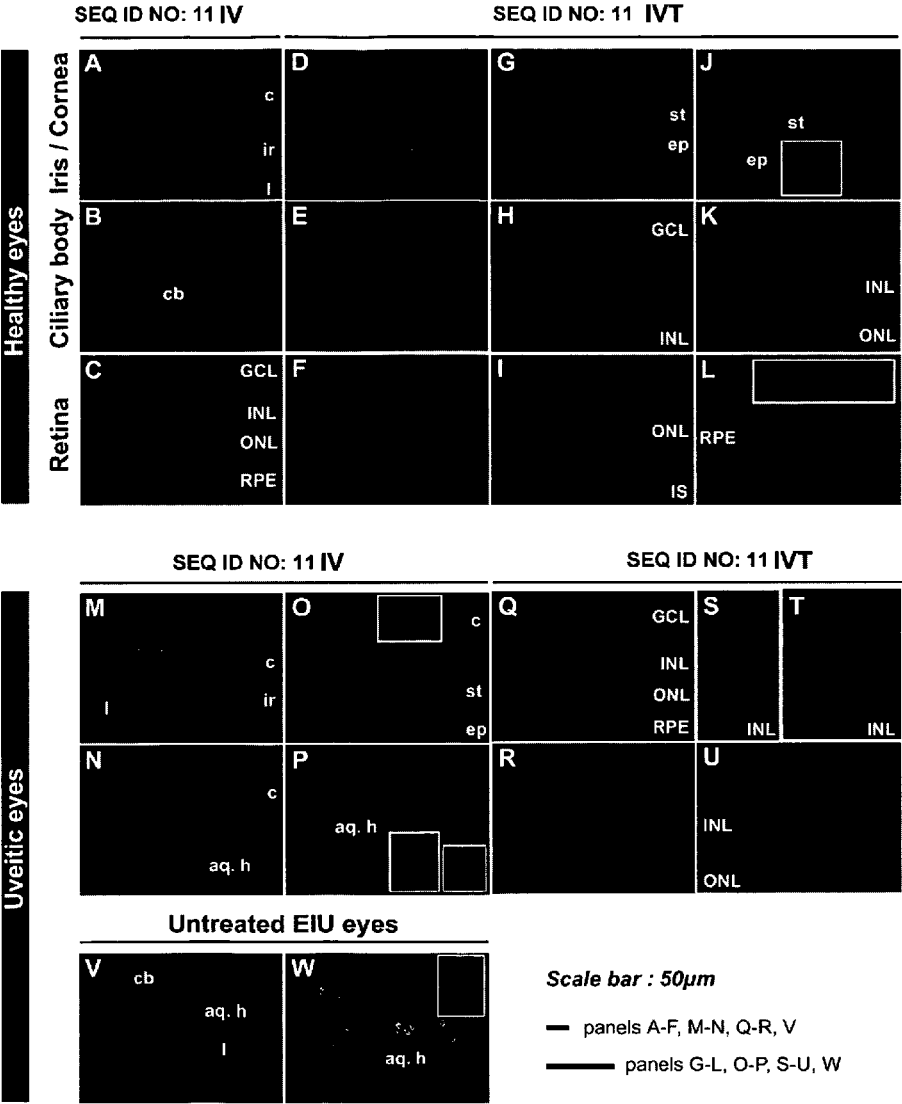 SEQ ID NO: 11 IV
SEQ ID NO: 11 IVT
Healthy eyes
Iris / Cornea
A
c
ir
l
D
G
st
ep
J
st
ep
Ciliary body
B
cb
E
H
GCL
INL
K
INL
ONL
Retina
C
GCL
INL
ONL
RPE
F
I
ONL
IS
L
RPE
SEQ ID NO: 11 IV
SEQ ID NO: 11 IVT
Uveitic eyes
M
c
ir
l
O
c
st
ep
Q
GCL
INL
ONL
RPE
S
INL
T
INL
N
c
aq. h
P
aq. h
R
U
INL
ONL
Untreated EIU eyes
V
cb
aq. h
l
W
aq. h
Scale bar : 50µm
panels A-F, M-N, Q-R, V
panels G-L, O-P, S-U, W